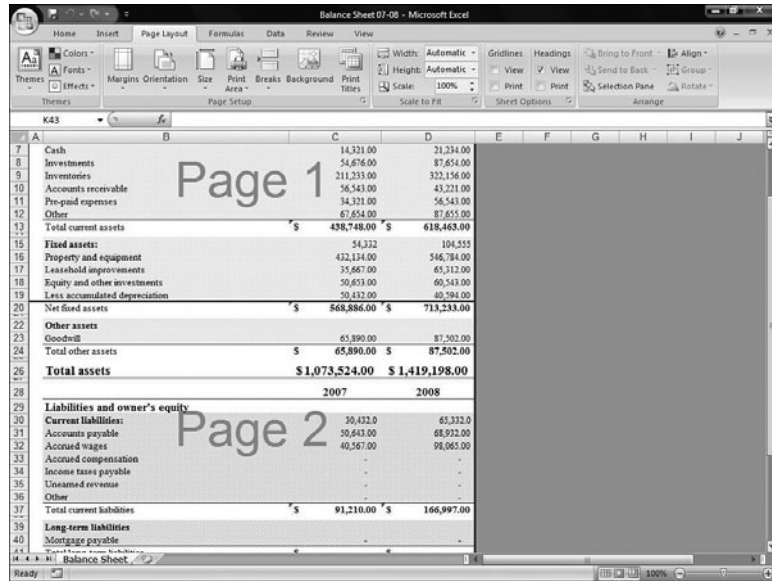 Balance Sheet 07-08 - Microsoft Excel
Home Insert Page Layout Formulas Data Review View
Themes Colors Fonts Effects Margins Orientation Size Print Area Breaks Background Print Titles Width: Automatic Height: Automatic Scale: 100% Gridlines View Print Headings View Print Bring to Front Send to Back Selection Pane Align Group Rotate
Themes Page Setup Scale to Fit Sheet Options Arrange
K43 fx
A B C D E F G H I J
7 Cash 14,321.00 21,234.00
8 Investments 54,676.00 87,654.00
9 Inventories 211,233.00 322,156.00
Page 1
10 Accounts receivable 56,543.00 43,221.00
11 Pre-paid expenses 34,321.00 56,543.00
12 Other 67,654.00 87,655.00
13 Total current assets $ 438,748.00 $ 618,463.00
15 Fixed assets: 54,332 104,555
16 Property and equipment 432,134.00 546,784.00
17 Leasehold improvements 35,667.00 65,312.00
18 Equity and other investments 50,653.00 60,543.00
19 Less accumulated depreciation 50,432.00 40,594.00
20 Net fixed assets $ 568,886.00 $ 713,233.00
22 Other assets
23 Goodwill 65,890.00 87,502.00
24 Total other assets $ 65,890.00 $ 87,502.00
26 Total assets $ 1,073,524.00 $ 1,419,198.00
28 2007 2008
29 Liabilities and owner's equity
30 Current liabilities: 30,432.0 65,332.0
Page 2
31 Accounts payable 50,643.00 68,932.00
32 Accrued wages 40,567.00 98,065.00
33 Accrued compensation - -
34 Income taxes payable - -
35 Unearned revenue - -
36 Other - -
37 Total current liabilities $ 91,210.00 $ 166,997.00
39 Long-term liabilities
40 Mortgage payable - -
Balance Sheet
Ready 100%